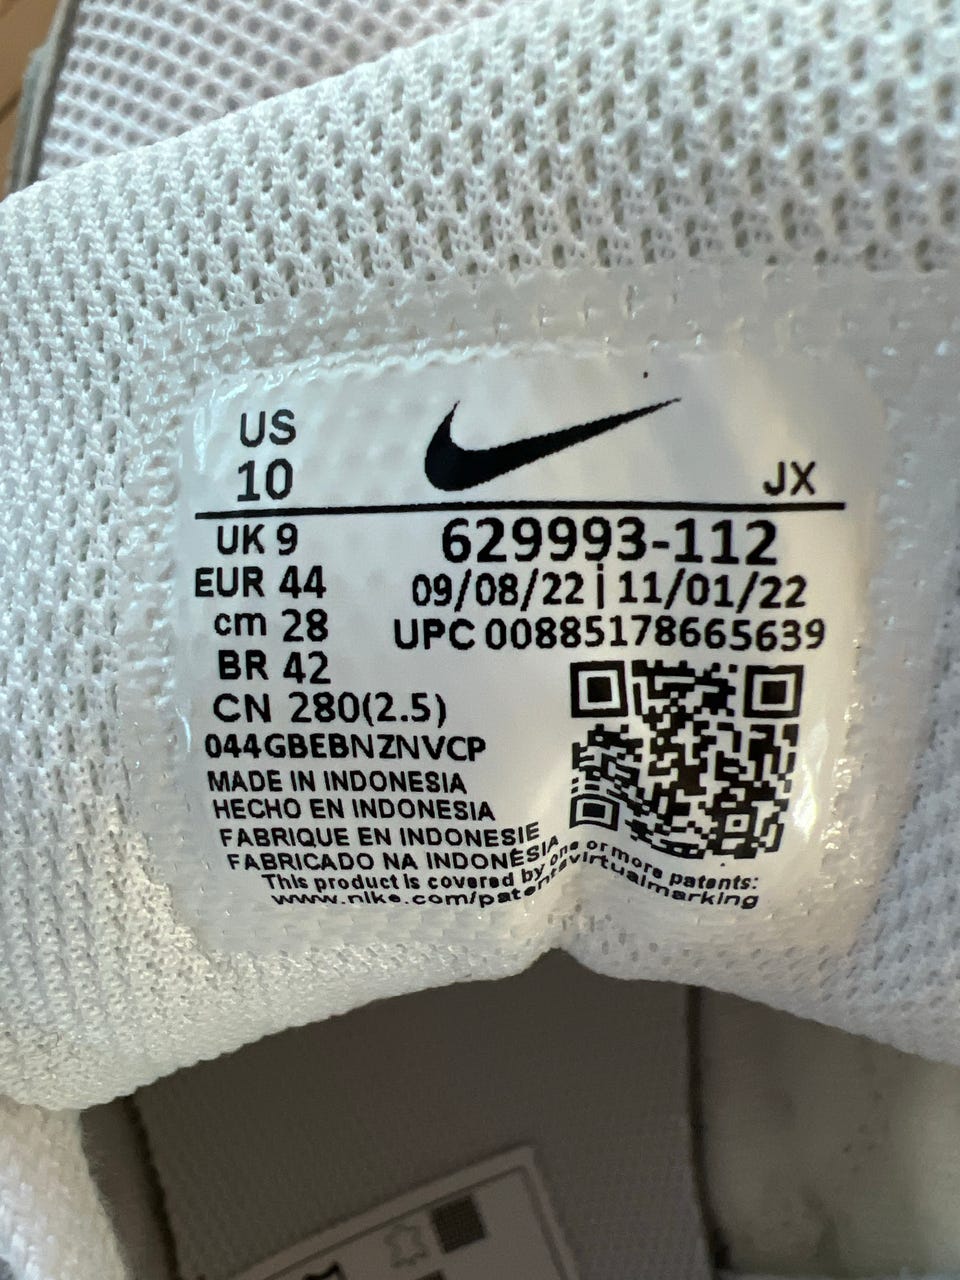 US
10
JX
UK 9
629993-112
EUR 44
09/08/22 | 11/01/22
cm 28
UPC 00885178665639
BR 42
CN 280(2.5)
044GBEBNZNVCP
MADE IN INDONESIA
HECHO EN INDONESIA
FABRIQUE EN INDONESIE
FABRICADO NA INDONÉSIA
This product is covered by one or more patents:
www.nike.com/patentsvirtualmarking